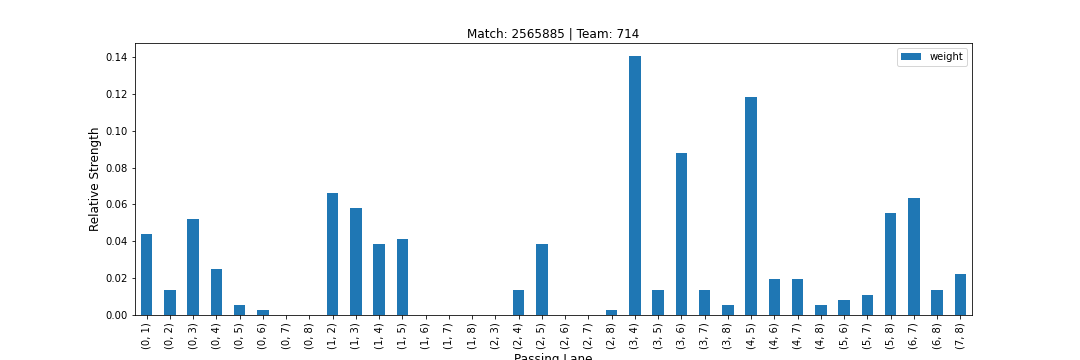 Match: 2565885 | Team: 714
weight
Relative Strength
0.14
0.12
0.10
0.08
0.06
0.04
0.02
0.00
(0, 1) (0, 2) (0, 3) (0, 4) (0, 5) (0, 6) (0, 7) (0, 8) (1, 2) (1, 3) (1, 4) (1, 5) (1, 6) (1, 7) (1, 8) (2, 3) (2, 4) (2, 5) (2, 6) (2, 7) (2, 8) (3, 4) (3, 5) (3, 6) (3, 7) (3, 8) (4, 5) (4, 6) (4, 7) (4, 8) (5, 6) (5, 7) (5, 8) (6, 7) (6, 8) (7, 8)
Passing Lane